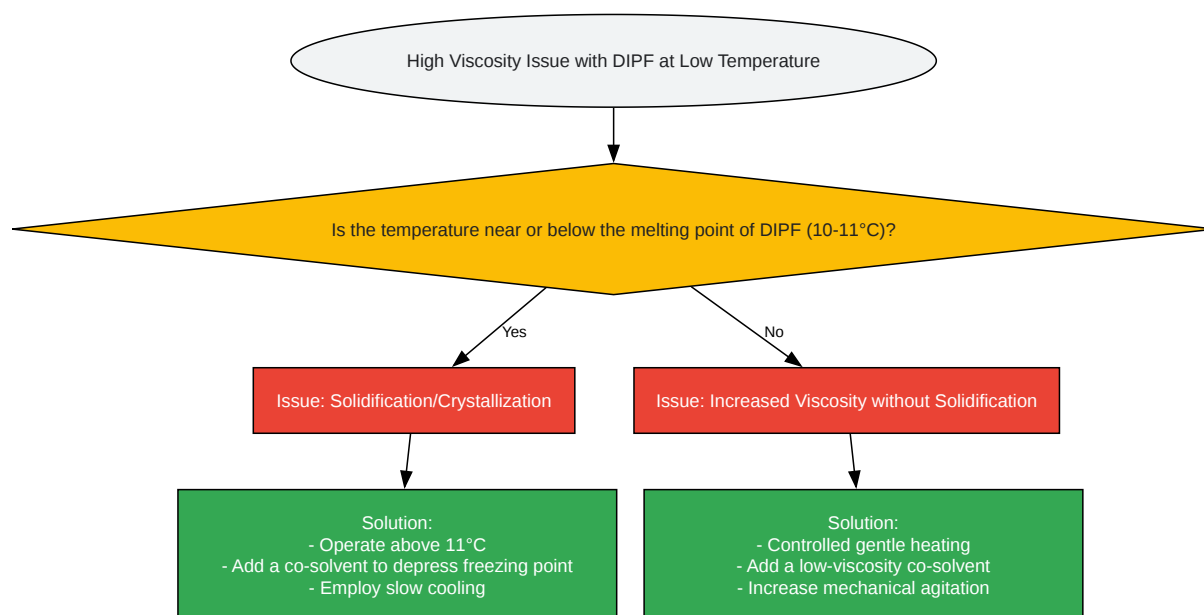 High Viscosity Issue with DIPF at Low Temperature
Is the temperature near or below the melting point of DIPF (10-11°C)?
Yes
No
Issue: Solidification/Crystallization
Issue: Increased Viscosity without Solidification
Solution:
- Operate above 11°C
- Add a co-solvent to depress freezing point
- Employ slow cooling
Solution:
- Controlled gentle heating
- Add a low-viscosity co-solvent
- Increase mechanical agitation